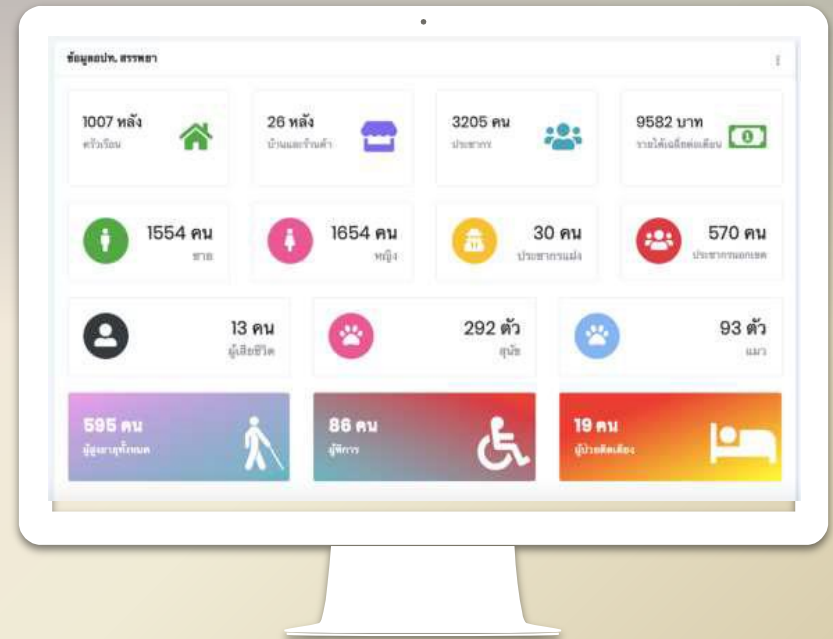 ข้อมูลอปท. สรรพยา
1007 หลัง
ครัวเรือน
26 หลัง
บ้านและร้านค้า
3205 คน
ประชากร
9582 บาท
รายได้เฉลี่ยต่อเดือน
1554 คน
ชาย
1654 คน
หญิง
30 คน
ประชากรแฝง
570 คน
ประชากรนอกเขต
13 คน
ผู้เสียชีวิต
292 ตัว
สุนัข
93 ตัว
แมว
595 คน
ผู้สูงอายุทั้งหมด
86 คน
ผู้พิการ
19 คน
ผู้ป่วยติดเตียง